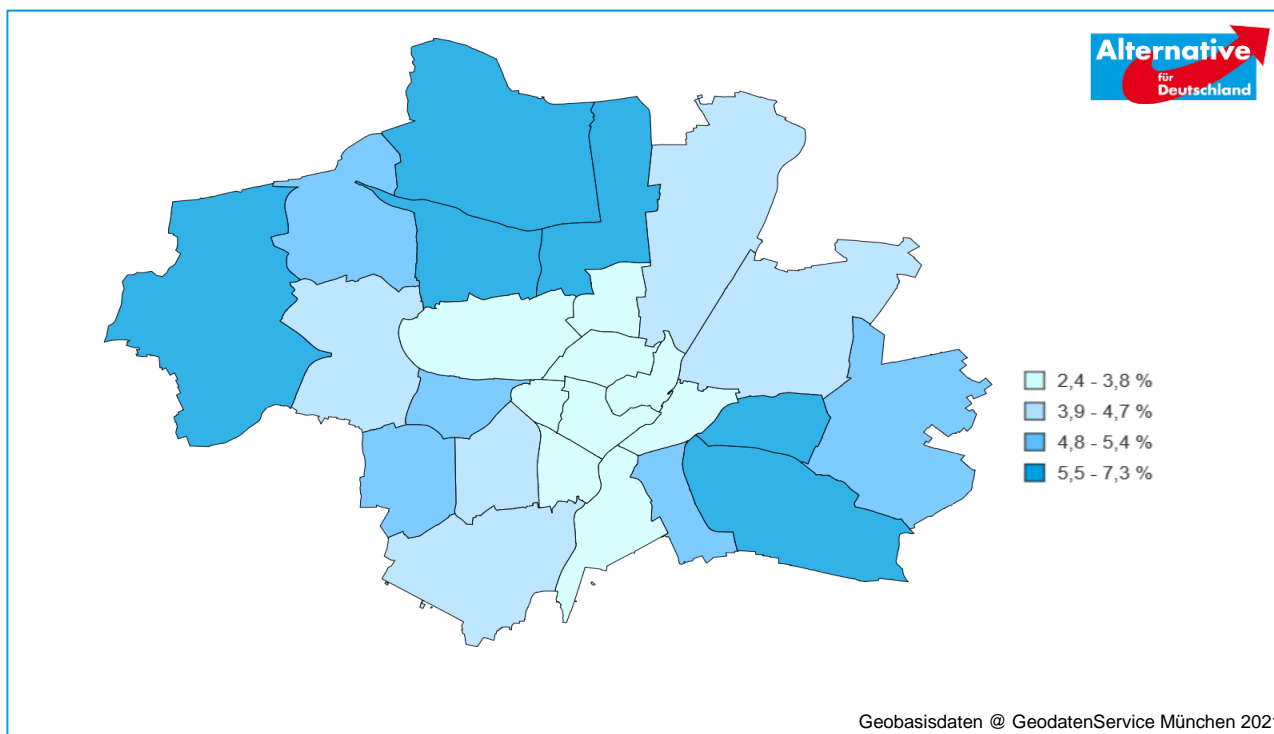 Alternative
für
Deutschland
2,4 - 3,8 %
3,9 - 4,7 %
4,8 - 5,4 %
5,5 - 7,3 %
Geobasisdaten @ GeodatenService München 2021